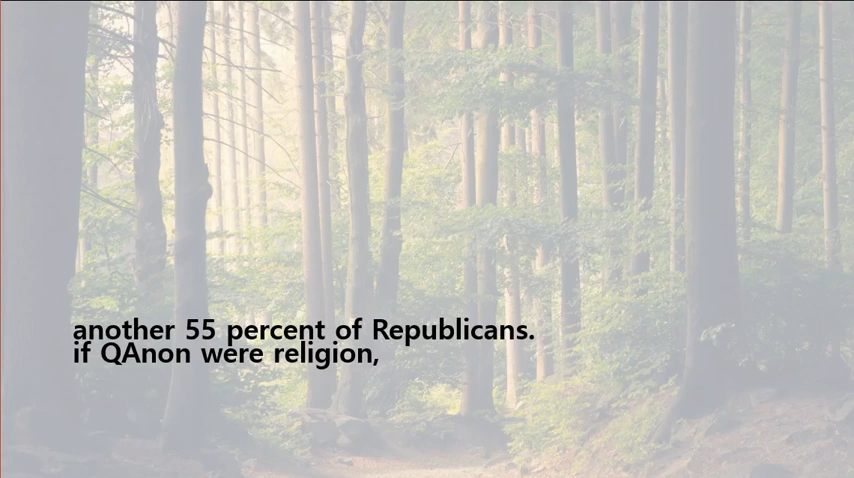 another 55 percent of Republicans.
if QAnon were religion,